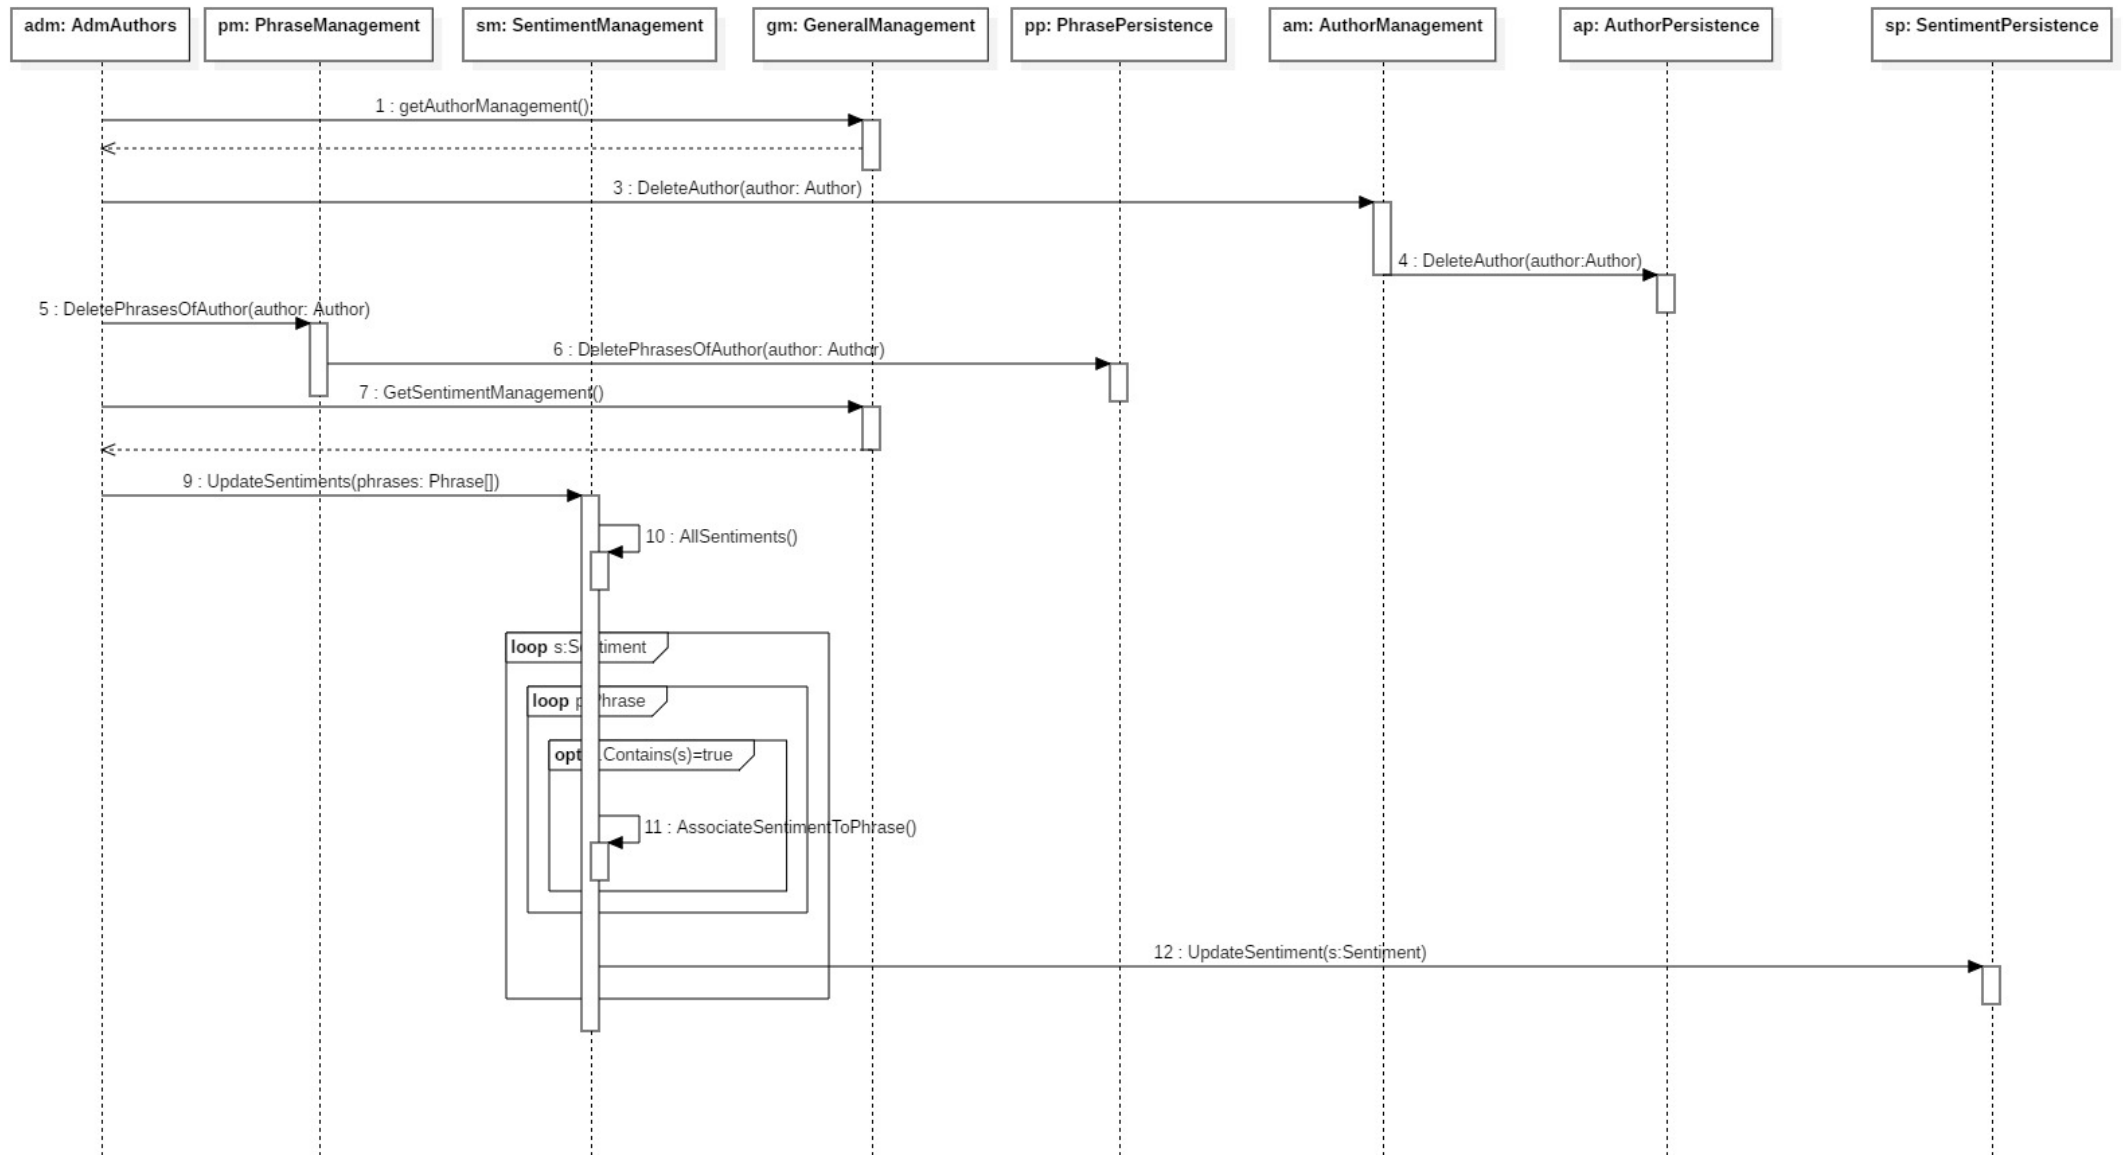 adm: AdmAuthors
pm: PhraseManagement
sm: SentimentManagement
gm: GeneralManagement
pp: PhrasePersistence
am: AuthorManagement
ap: AuthorPersistence
sp: SentimentPersistence
1 : getAuthorManagement()
3 : DeleteAuthor(author: Author)
4 : DeleteAuthor(author:Author)
5 : DeletePhrasesOfAuthor(author: Author)
6 : DeletePhrasesOfAuthor(author: Author)
7 : GetSentimentManagement()
9 : UpdateSentiments(phrases: Phrase[])
10 : AllSentiments()
loop s:Sentiment
loop p:Phrase
opt .Contains(s)=true
11 : AssociateSentimentToPhrase()
12 : UpdateSentiment(s:Sentiment)